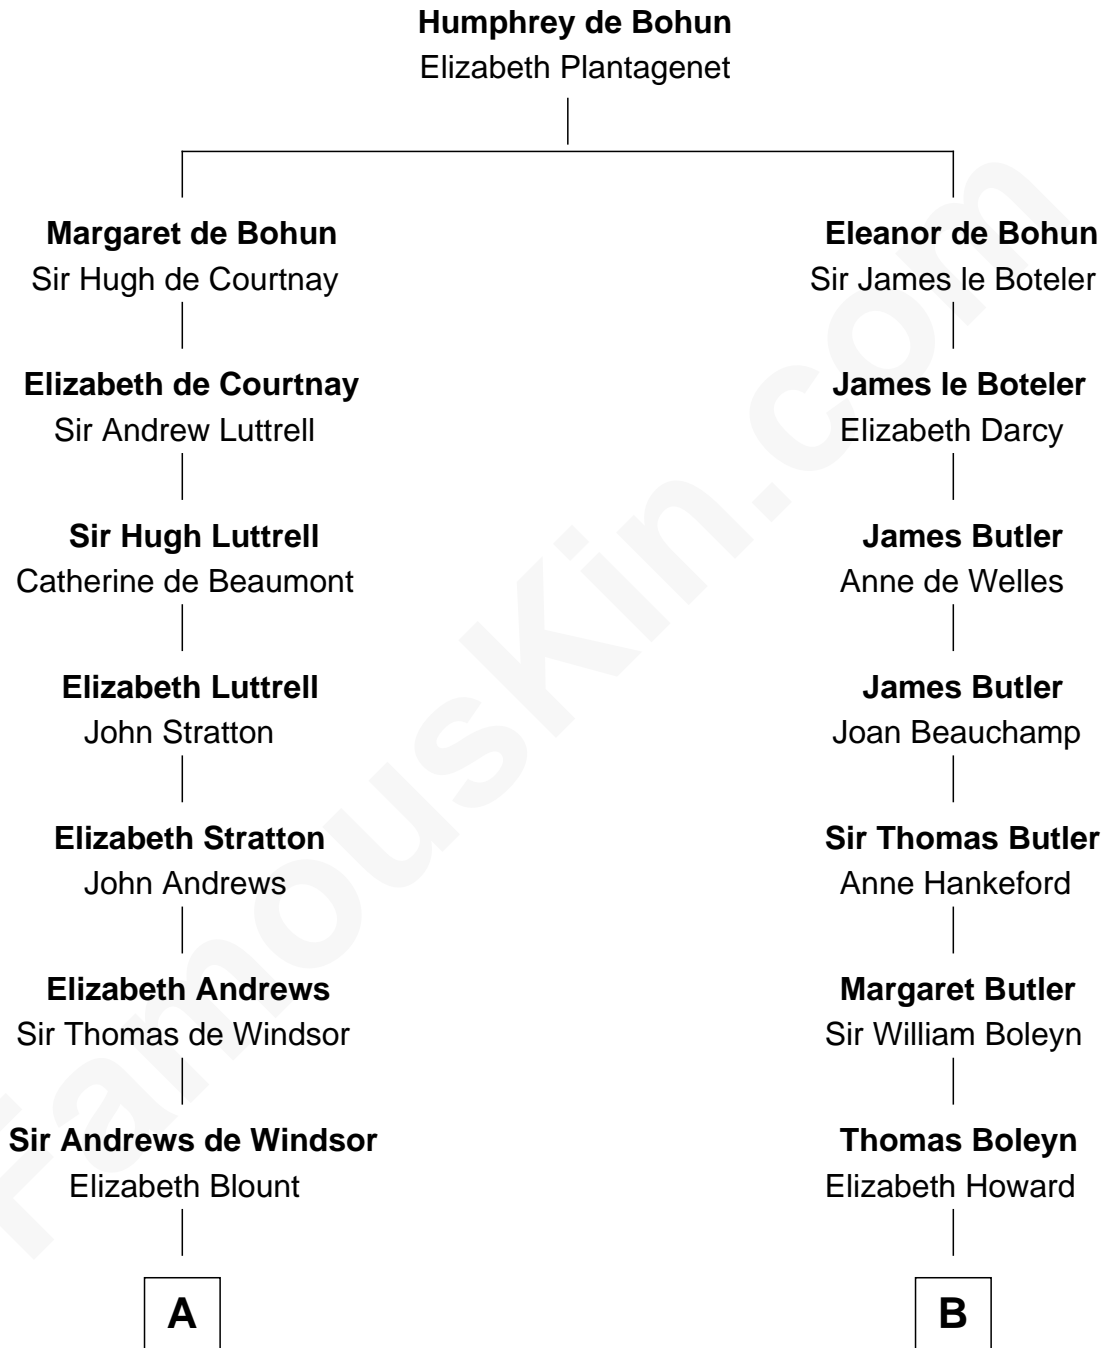 Humphrey de Bohun
Elizabeth Plantagenet
Margaret de Bohun
Sir Hugh de Courtnay
Eleanor de Bohun
Sir James le Boteler
Elizabeth de Courtnay
Sir Andrew Luttrell
James le Boteler
Elizabeth Darcy
Sir Hugh Luttrell
Catherine de Beaumont
James Butler
Anne de Welles
Elizabeth Luttrell
John Stratton
James Butler
Joan Beauchamp
Elizabeth Stratton
John Andrews
Sir Thomas Butler
Anne Hankeford
Elizabeth Andrews
Sir Thomas de Windsor
Margaret Butler
Sir William Boleyn
Sir Andrews de Windsor
Elizabeth Blount
Thomas Boleyn
Elizabeth Howard
A
B
FamousKin.com